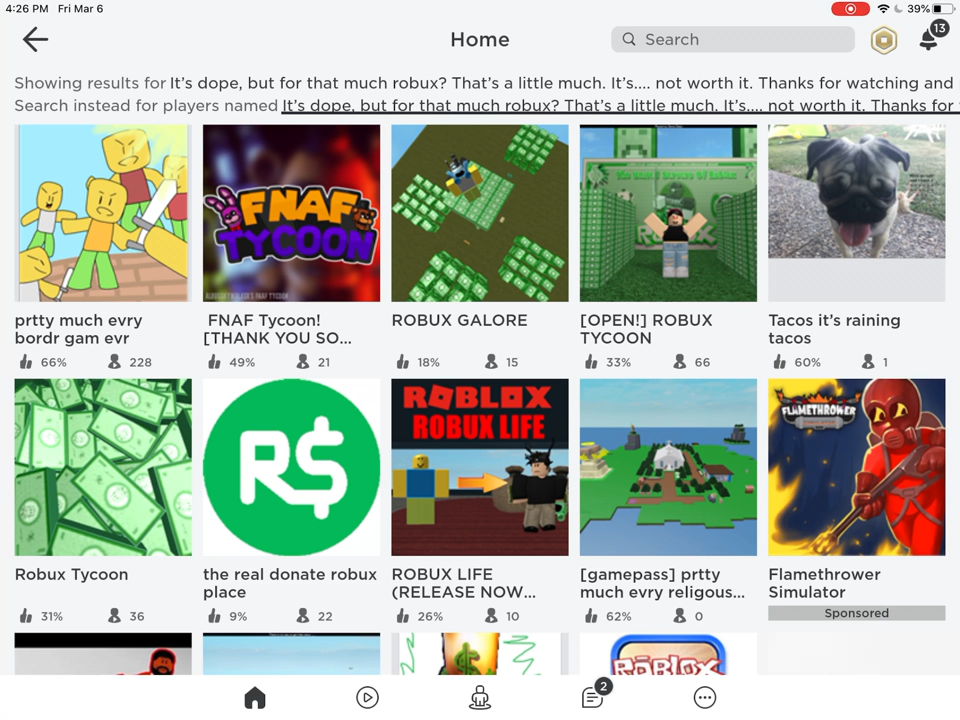 4:26 PM Fri Mar 6
39%
Home
Search
13
Showing results for It's dope, but for that much robux? That's a little much. It's.... not worth it. Thanks for watching and
Search instead for players named It's dope, but for that much robux? That's a little much. It's.... not worth it. Thanks for
FNAF
TYCOON
ROBLOX
prtty much evry
bordr gam evr
66% 228
FNAF Tycoon!
[THANK YOU SO...
49% 21
ROBUX GALORE
18% 15
[OPEN!] ROBUX
TYCOON
33% 66
Tacos it's raining
tacos
60% 1
R$
ROBLOX
ROBUX LIFE
FLAMETHROWER
Robux Tycoon
31% 36
the real donate robux
place
9% 22
ROBUX LIFE
(RELEASE NOW...
26% 10
[gamepass] prtty
much evry religous...
62% 0
Flamethrower
Simulator
Sponsored
$
ROBLOX
2